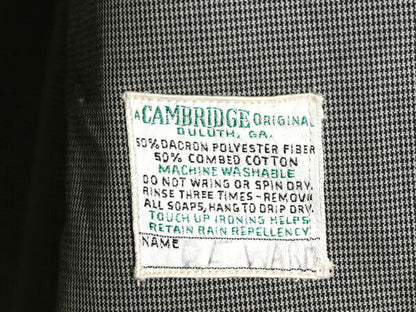 A CAMBRIDGE ORIGINAL
DULUTH, GA.
50% DACRON POLYESTER FIBER
50% COMBED COTTON
MACHINE WASHABLE
DO NOT WRING OR SPIN DRY.
RINSE THREE TIMES - REMOVE
ALL SOAPS, HANG TO DRIP DRY.
TOUCH UP IRONING HELPS
RETAIN RAIN REPELLENCY.
NAME